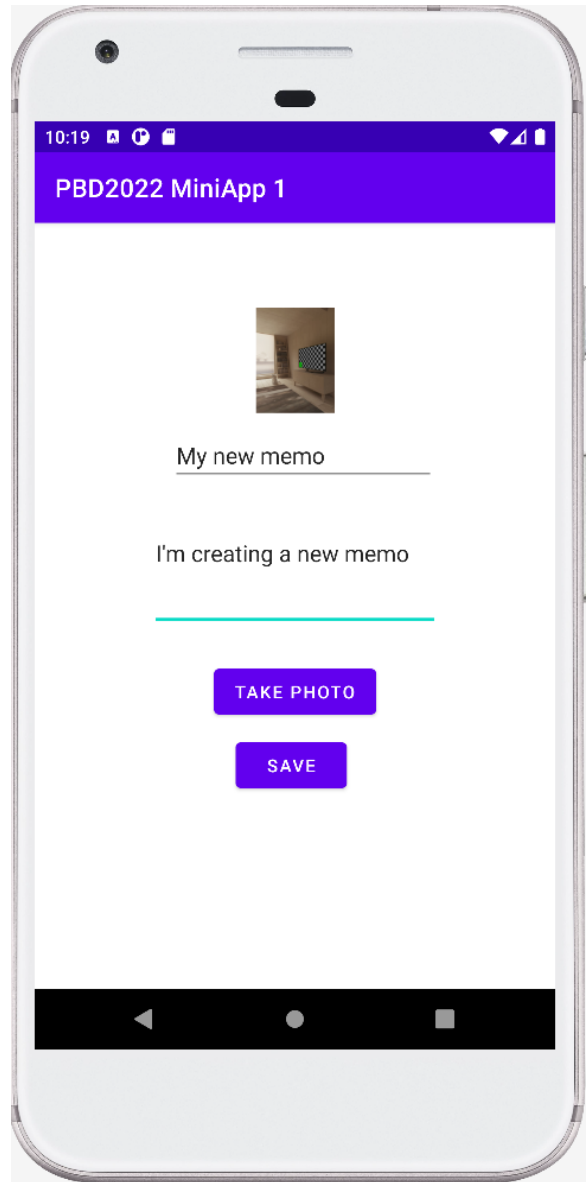 10:19
PBD2022 MiniApp 1
My new memo
I'm creating a new memo
TAKE PHOTO
SAVE